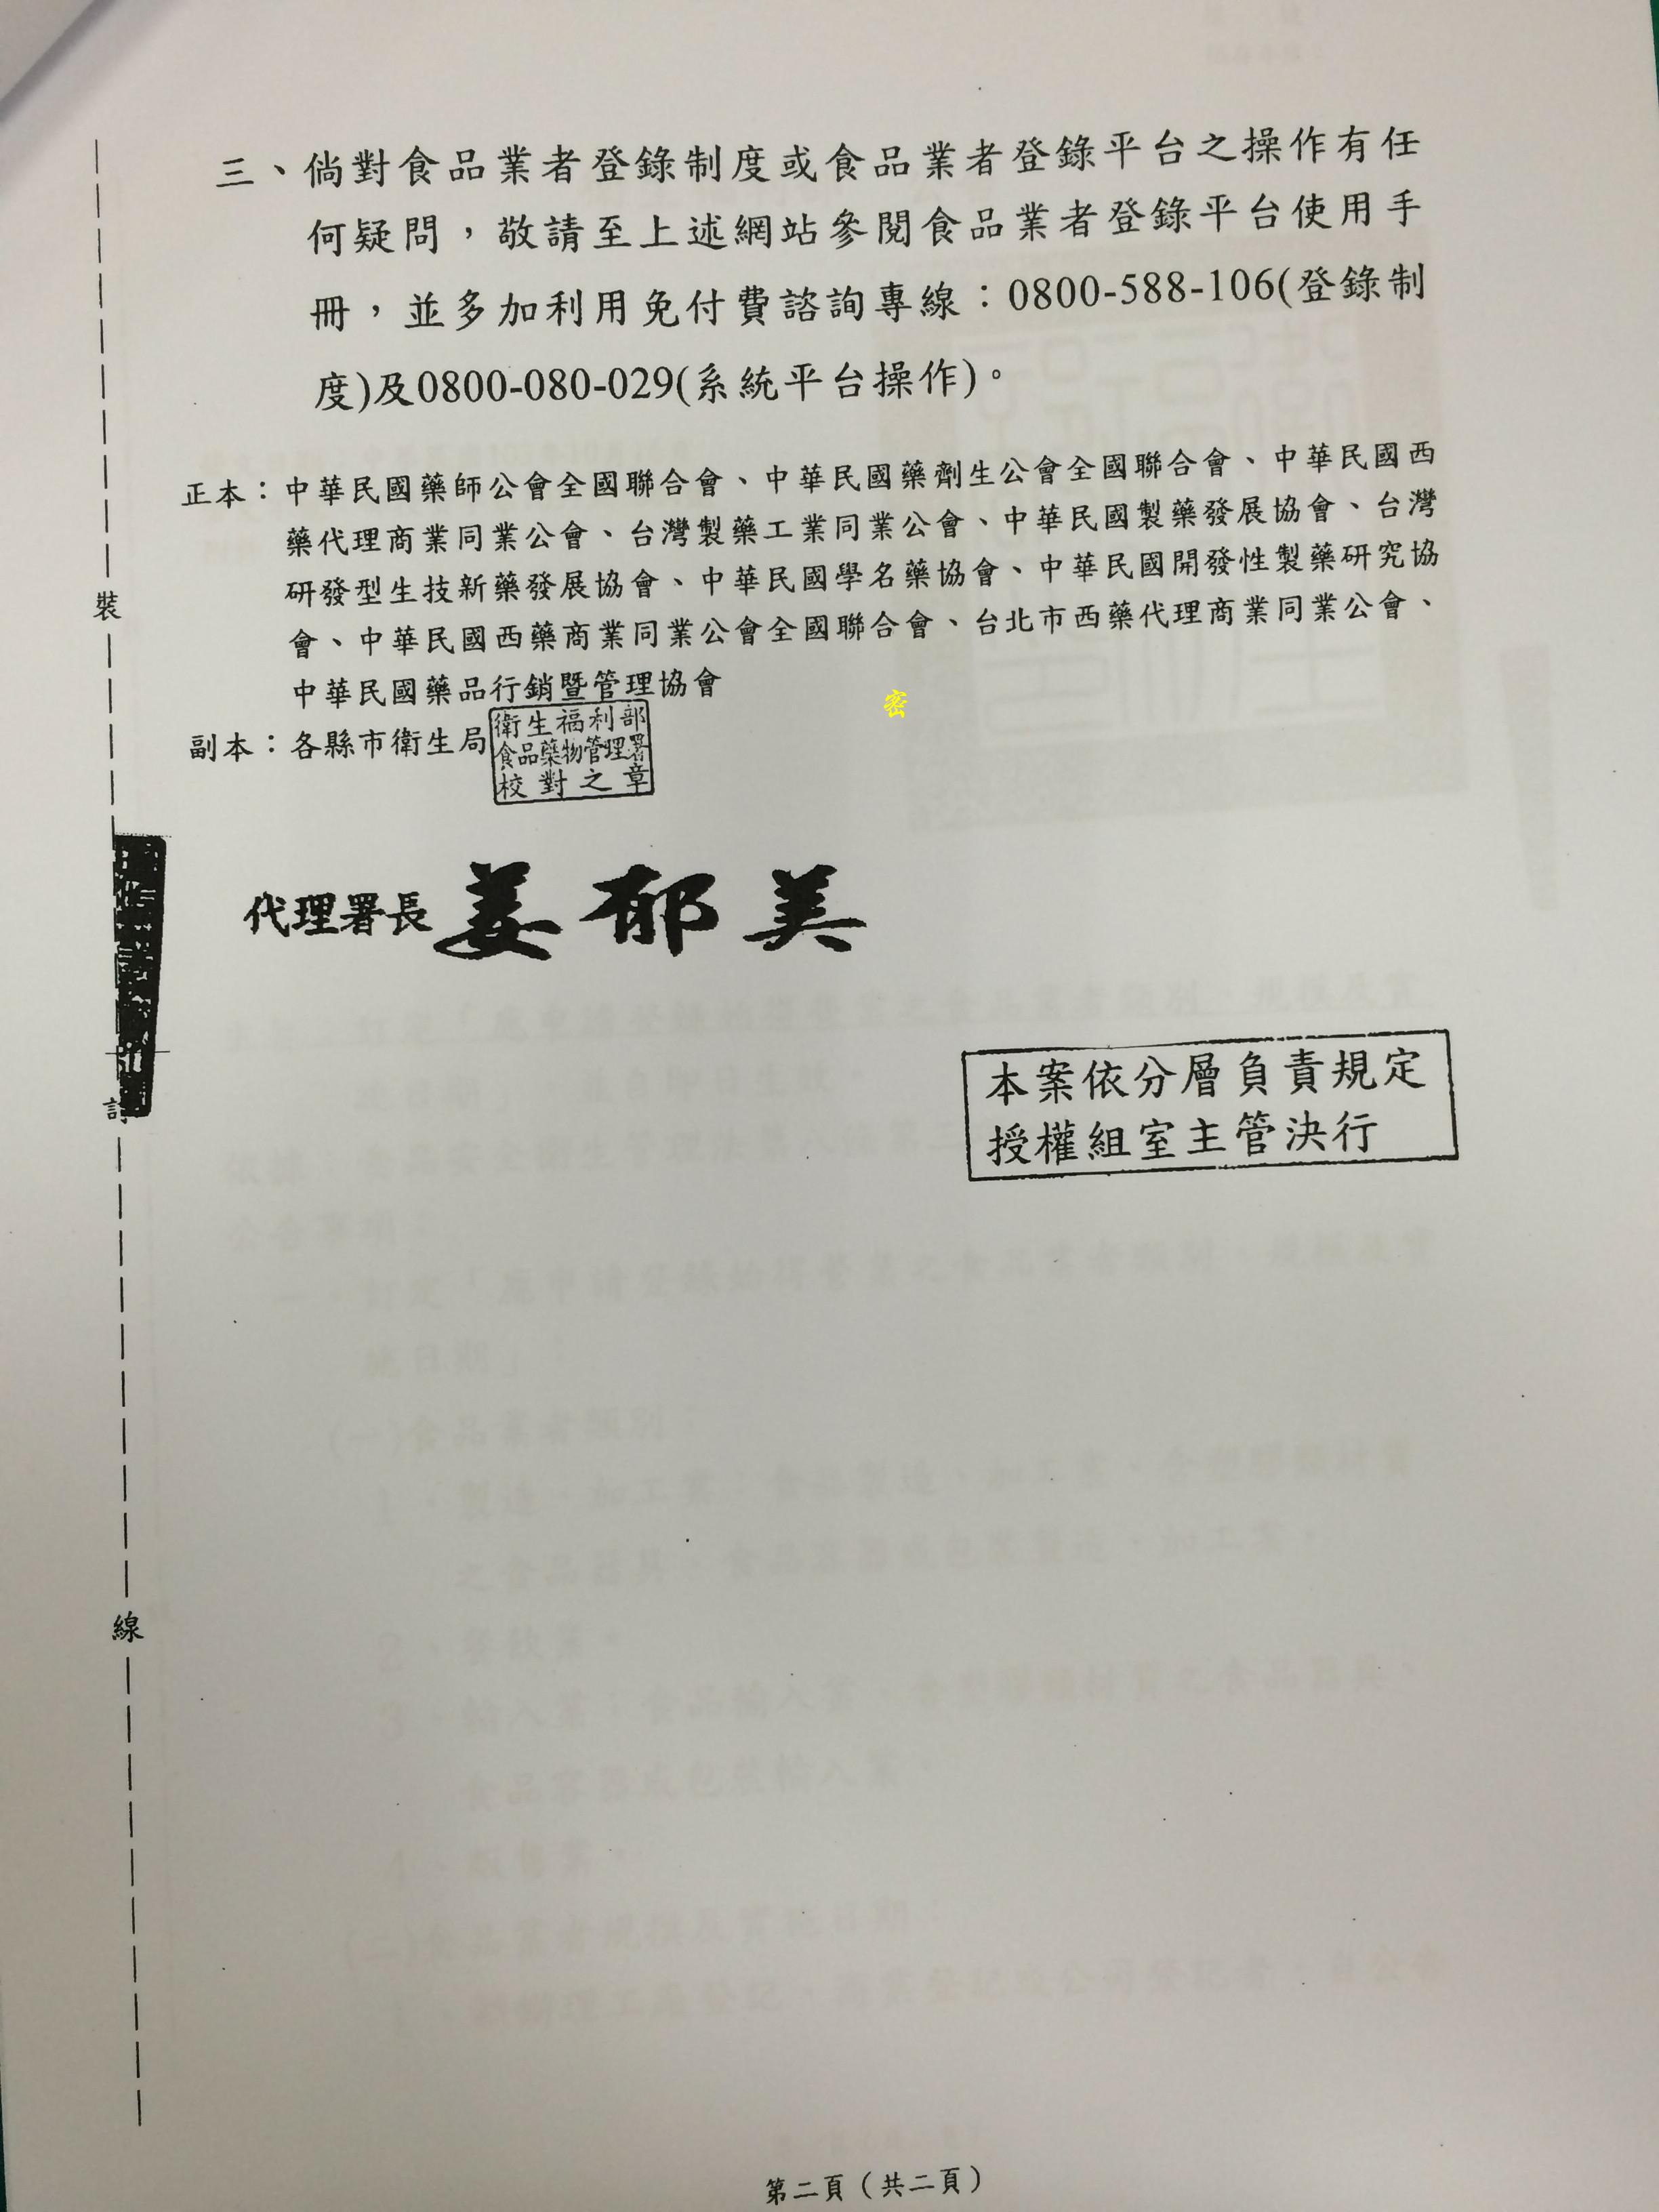 三、倘對食品業者登錄制度或食品業者登錄平台之操作有任
何疑問，敬請至上述網站參閱食品業者登錄平台使用手
冊，並多加利用免付費諮詢專線：0800-588-106(登錄制
度)及0800-080-029(系統平台操作)。
正本：中華民國藥師公會全國聯合會、中華民國藥劑生公會全國聯合會、中華民國西
藥代理商業同業公會、台灣製藥工業同業公會、中華民國製藥發展協會、台灣
研發型生技新藥發展協會、中華民國學名藥協會、中華民國開發性製藥研究協
會、中華民國西藥商業同業公會全國聯合會、台北市西藥代理商業同業公會、
中華民國藥品行銷暨管理協會
密
副本：各縣市衛生局
衛生福利部
食品藥物管理署
校對之章
代理署長 姜郁美
本案依分層負責規定
授權組室主管決行
裝
訂
線
第二頁（共二頁）